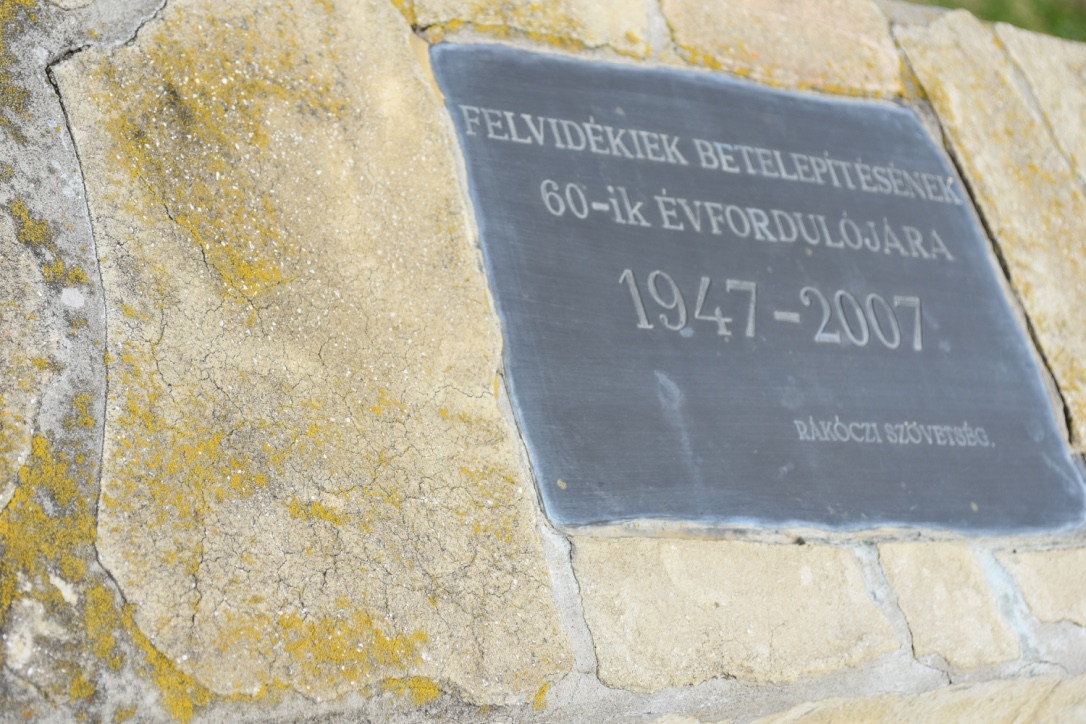 FELVIDÉKIEK BETELEPÍTÉSÉNEK
60-ik ÉVFORDULÓJÁRA
1947-2007
RÁKÓCZI SZÖVETSÉG.